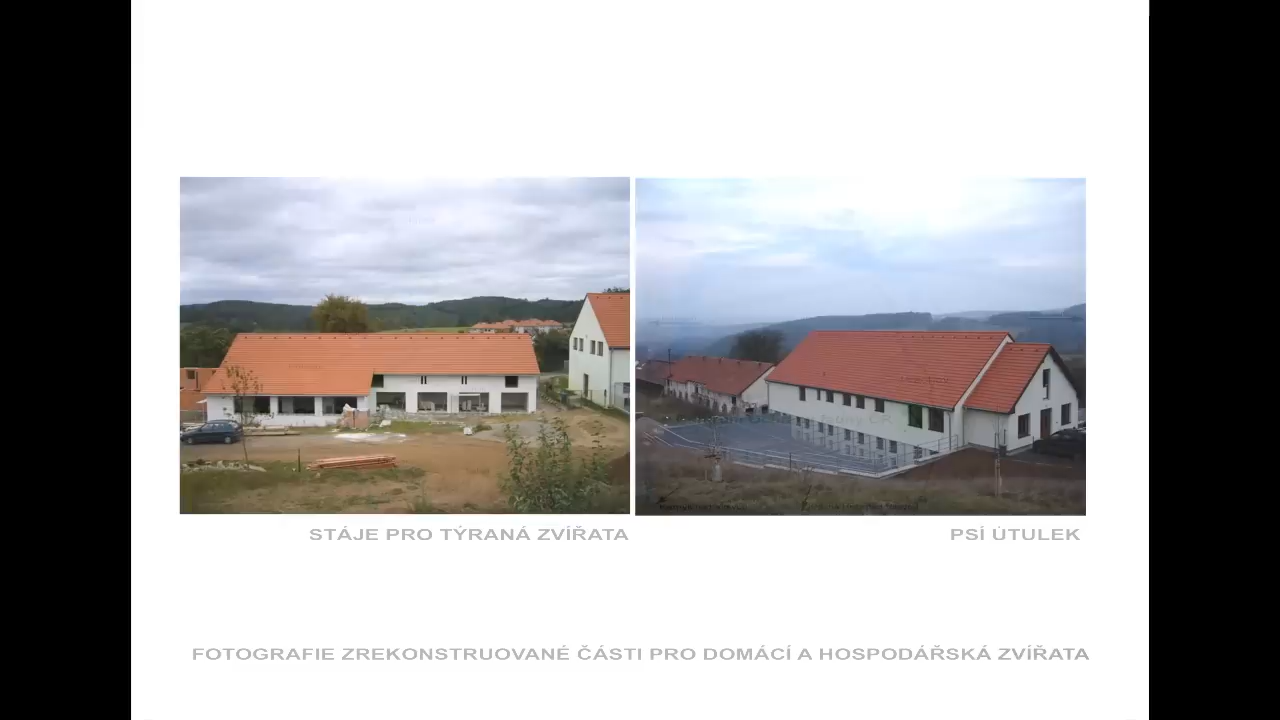 STÁJE PRO TÝRANÁ ZVÍŘATA
PSÍ ÚTULEK
FOTOGRAFIE ZREKONSTRUOVANÉ ČÁSTI PRO DOMÁCÍ A HOSPODÁŘSKÁ ZVÍŘATA